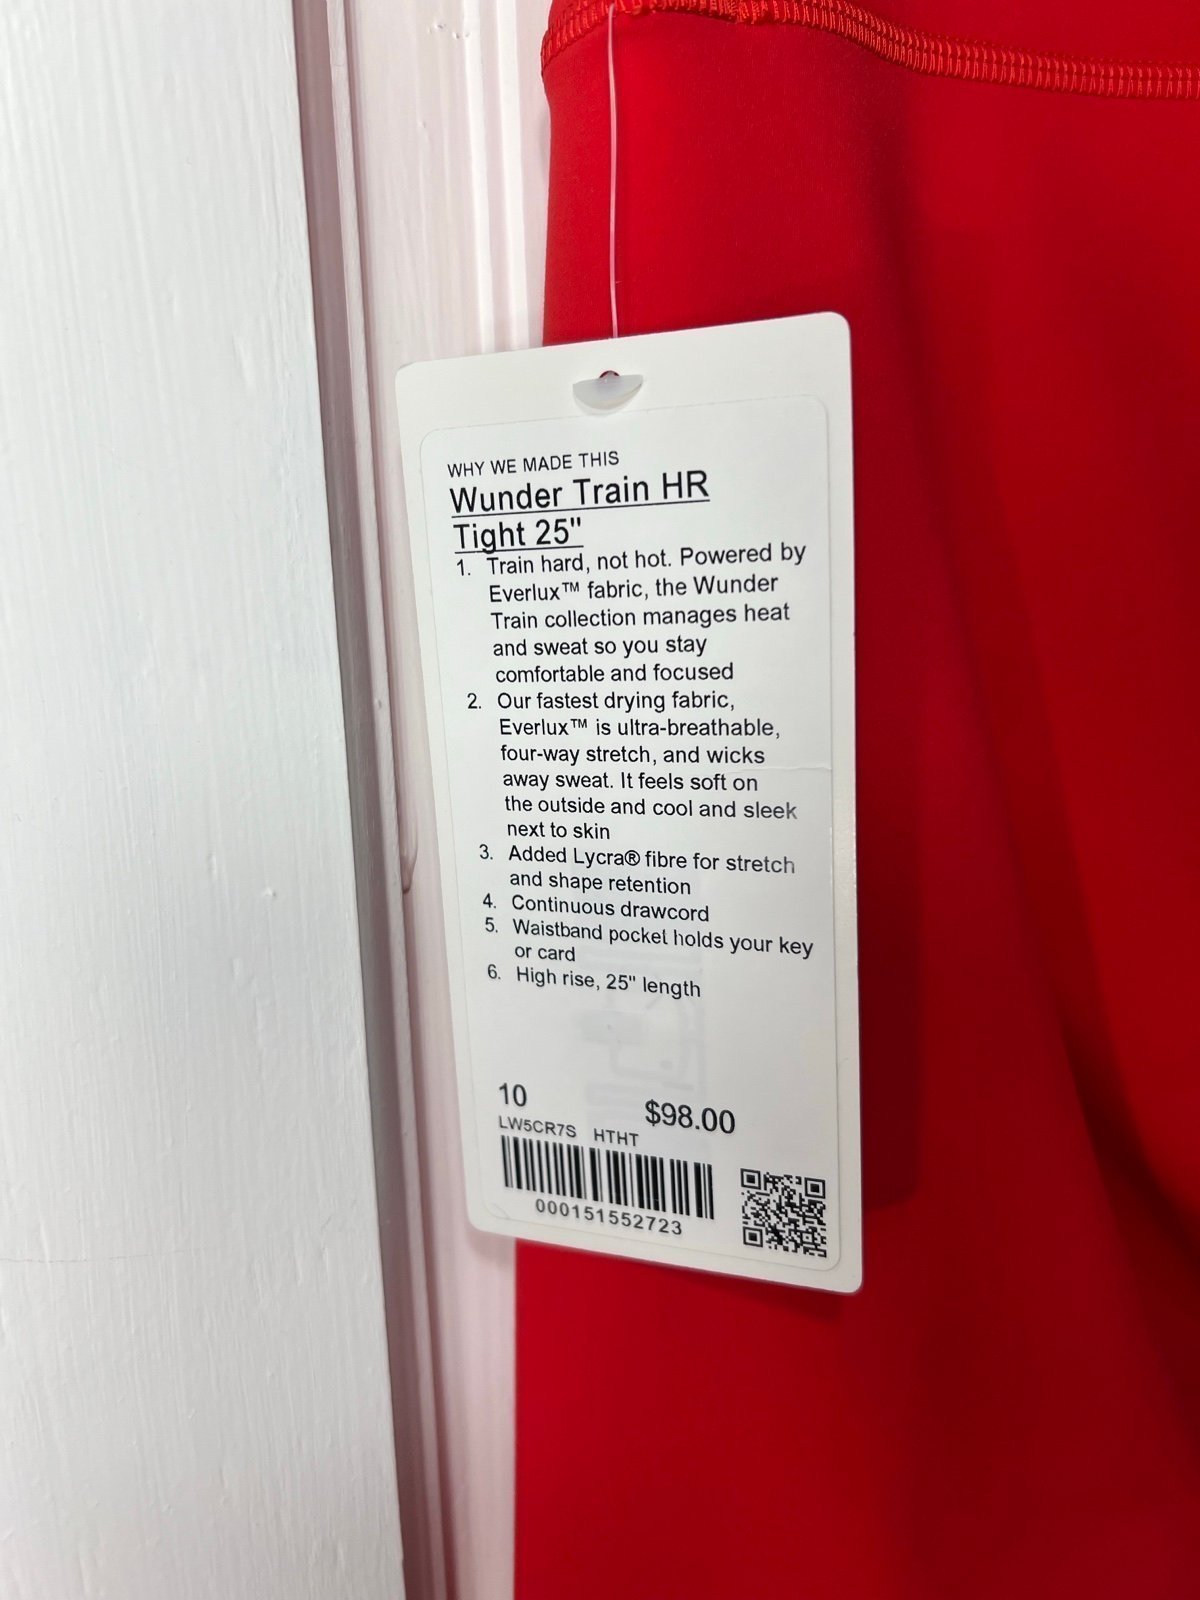 WHY WE MADE THIS
Wunder Train HR
Tight 25"
1. Train hard, not hot. Powered by
Everlux™ fabric, the Wunder
Train collection manages heat
and sweat so you stay
comfortable and focused
2. Our fastest drying fabric,
Everlux™ is ultra-breathable,
four-way stretch, and wicks
away sweat. It feels soft on
the outside and cool and sleek
next to skin
3. Added Lycra® fibre for stretch
and shape retention
4. Continuous drawcord
5. Waistband pocket holds your key
or card
6. High rise, 25" length
10 $98.00
LW5CR7S HTHT
000151552723